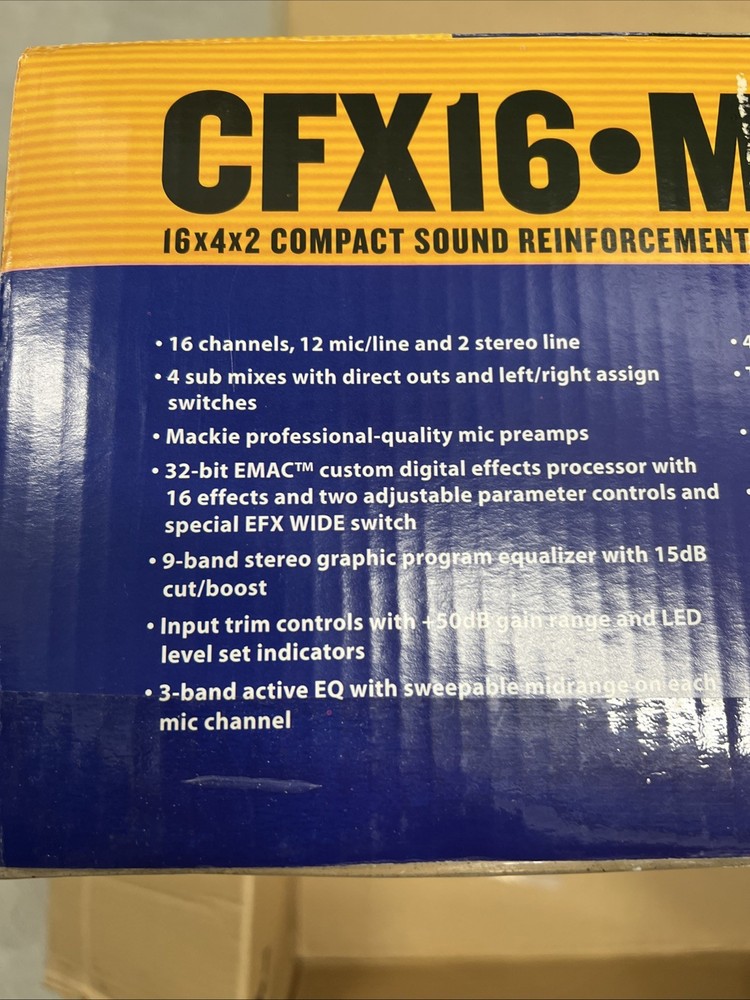 CFX16•M
16x4x2 COMPACT SOUND REINFORCEMENT
• 16 channels, 12 mic/line and 2 stereo line
• 4 sub mixes with direct outs and left/right assign
switches
• Mackie professional-quality mic preamps
• 32-bit EMAC™ custom digital effects processor with
16 effects and two adjustable parameter controls and
special EFX WIDE switch
• 9-band stereo graphic program equalizer with 15dB
cut/boost
• Input trim controls with +50dB gain range and LED
level set indicators
• 3-band active EQ with sweepable midrange on each
mic channel
• 4